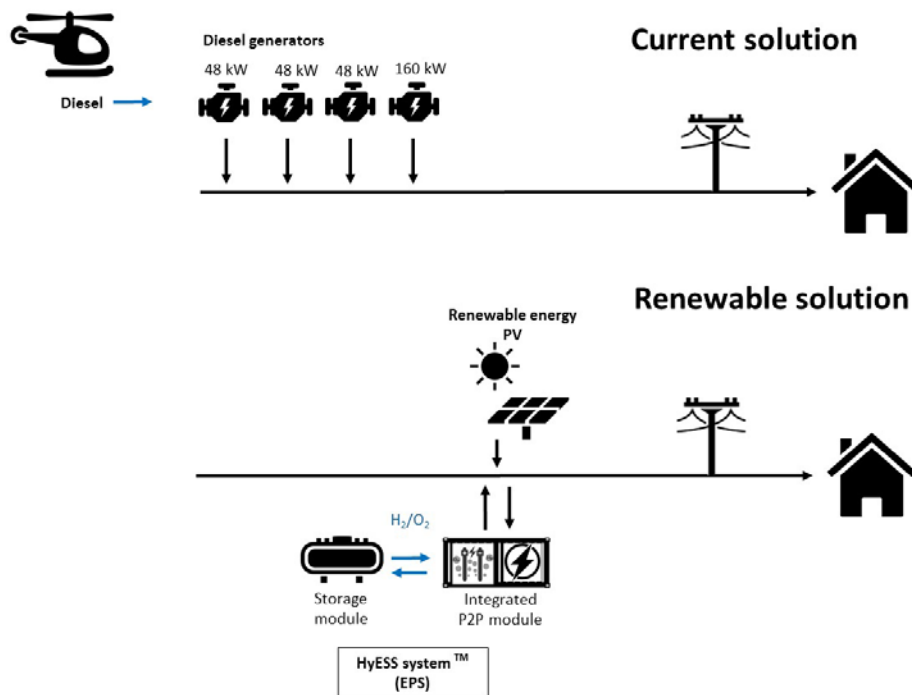 Current solution
Diesel generators
48 kW 48 kW 48 kW 160 kW
Diesel
Renewable solution
Renewable energy
PV
H₂/O₂
Storage
module
Integrated
P2P module
HyESS system™
(EPS)